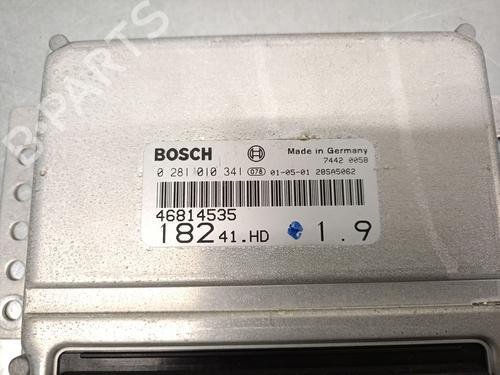 B-PARTS
BOSCH
Made in Germany
7442 0058
0 281 010 341 078 01-05-01 28SA5062
46814535
182 41.HD 1.9